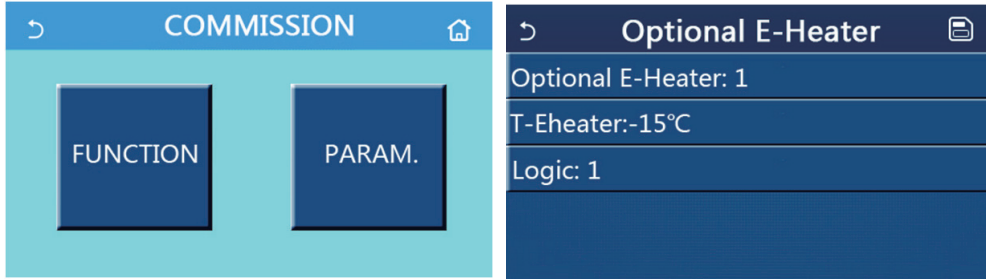 COMMISSION
FUNCTION
PARAM.
Optional E-Heater
Optional E-Heater: 1
T-Eheater:-15℃
Logic: 1